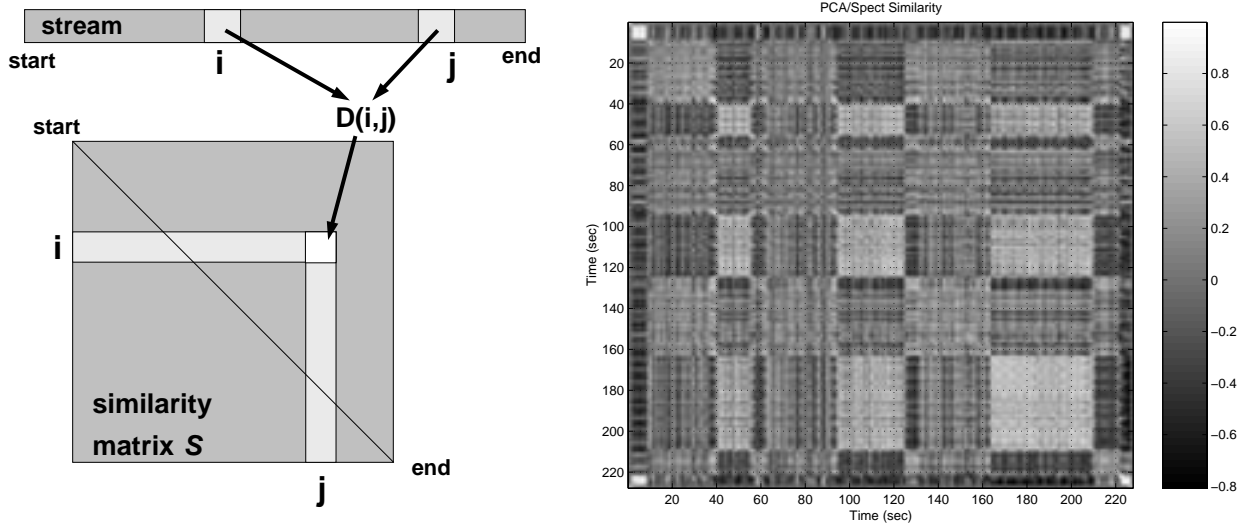 stream
start
i
j
end
D(i,j)
start
i
similarity
matrix S
j
end
PCA/Spect Similarity
Time (sec)
20
40
60
80
100
120
140
160
180
200
220
20 40 60 80 100 120 140 160 180 200 220
Time (sec)
0.8
0.6
0.4
0.2
0
−0.2
−0.4
−0.6
−0.8